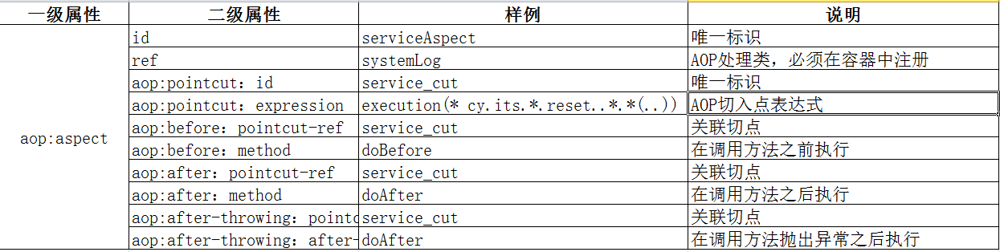 一级属性 二级属性 样例 说明
id serviceAspect 唯一标识
ref systemLog AOP处理类，必须在容器中注册
aop:pointcut：id service_cut 唯一标识
aop:pointcut：expression execution(* cy.its.*.reset..*.*(..)) AOP切入点表达式
aop:before：pointcut-ref service_cut 关联切点
aop:aspect aop:before：method doBefore 在调用方法之前执行
aop:after：pointcut-ref service_cut 关联切点
aop:after：method doAfter 在调用方法之后执行
aop:after-throwing：pointc service_cut 关联切点
aop:after-throwing：after- doAfter 在调用方法抛出异常之后执行